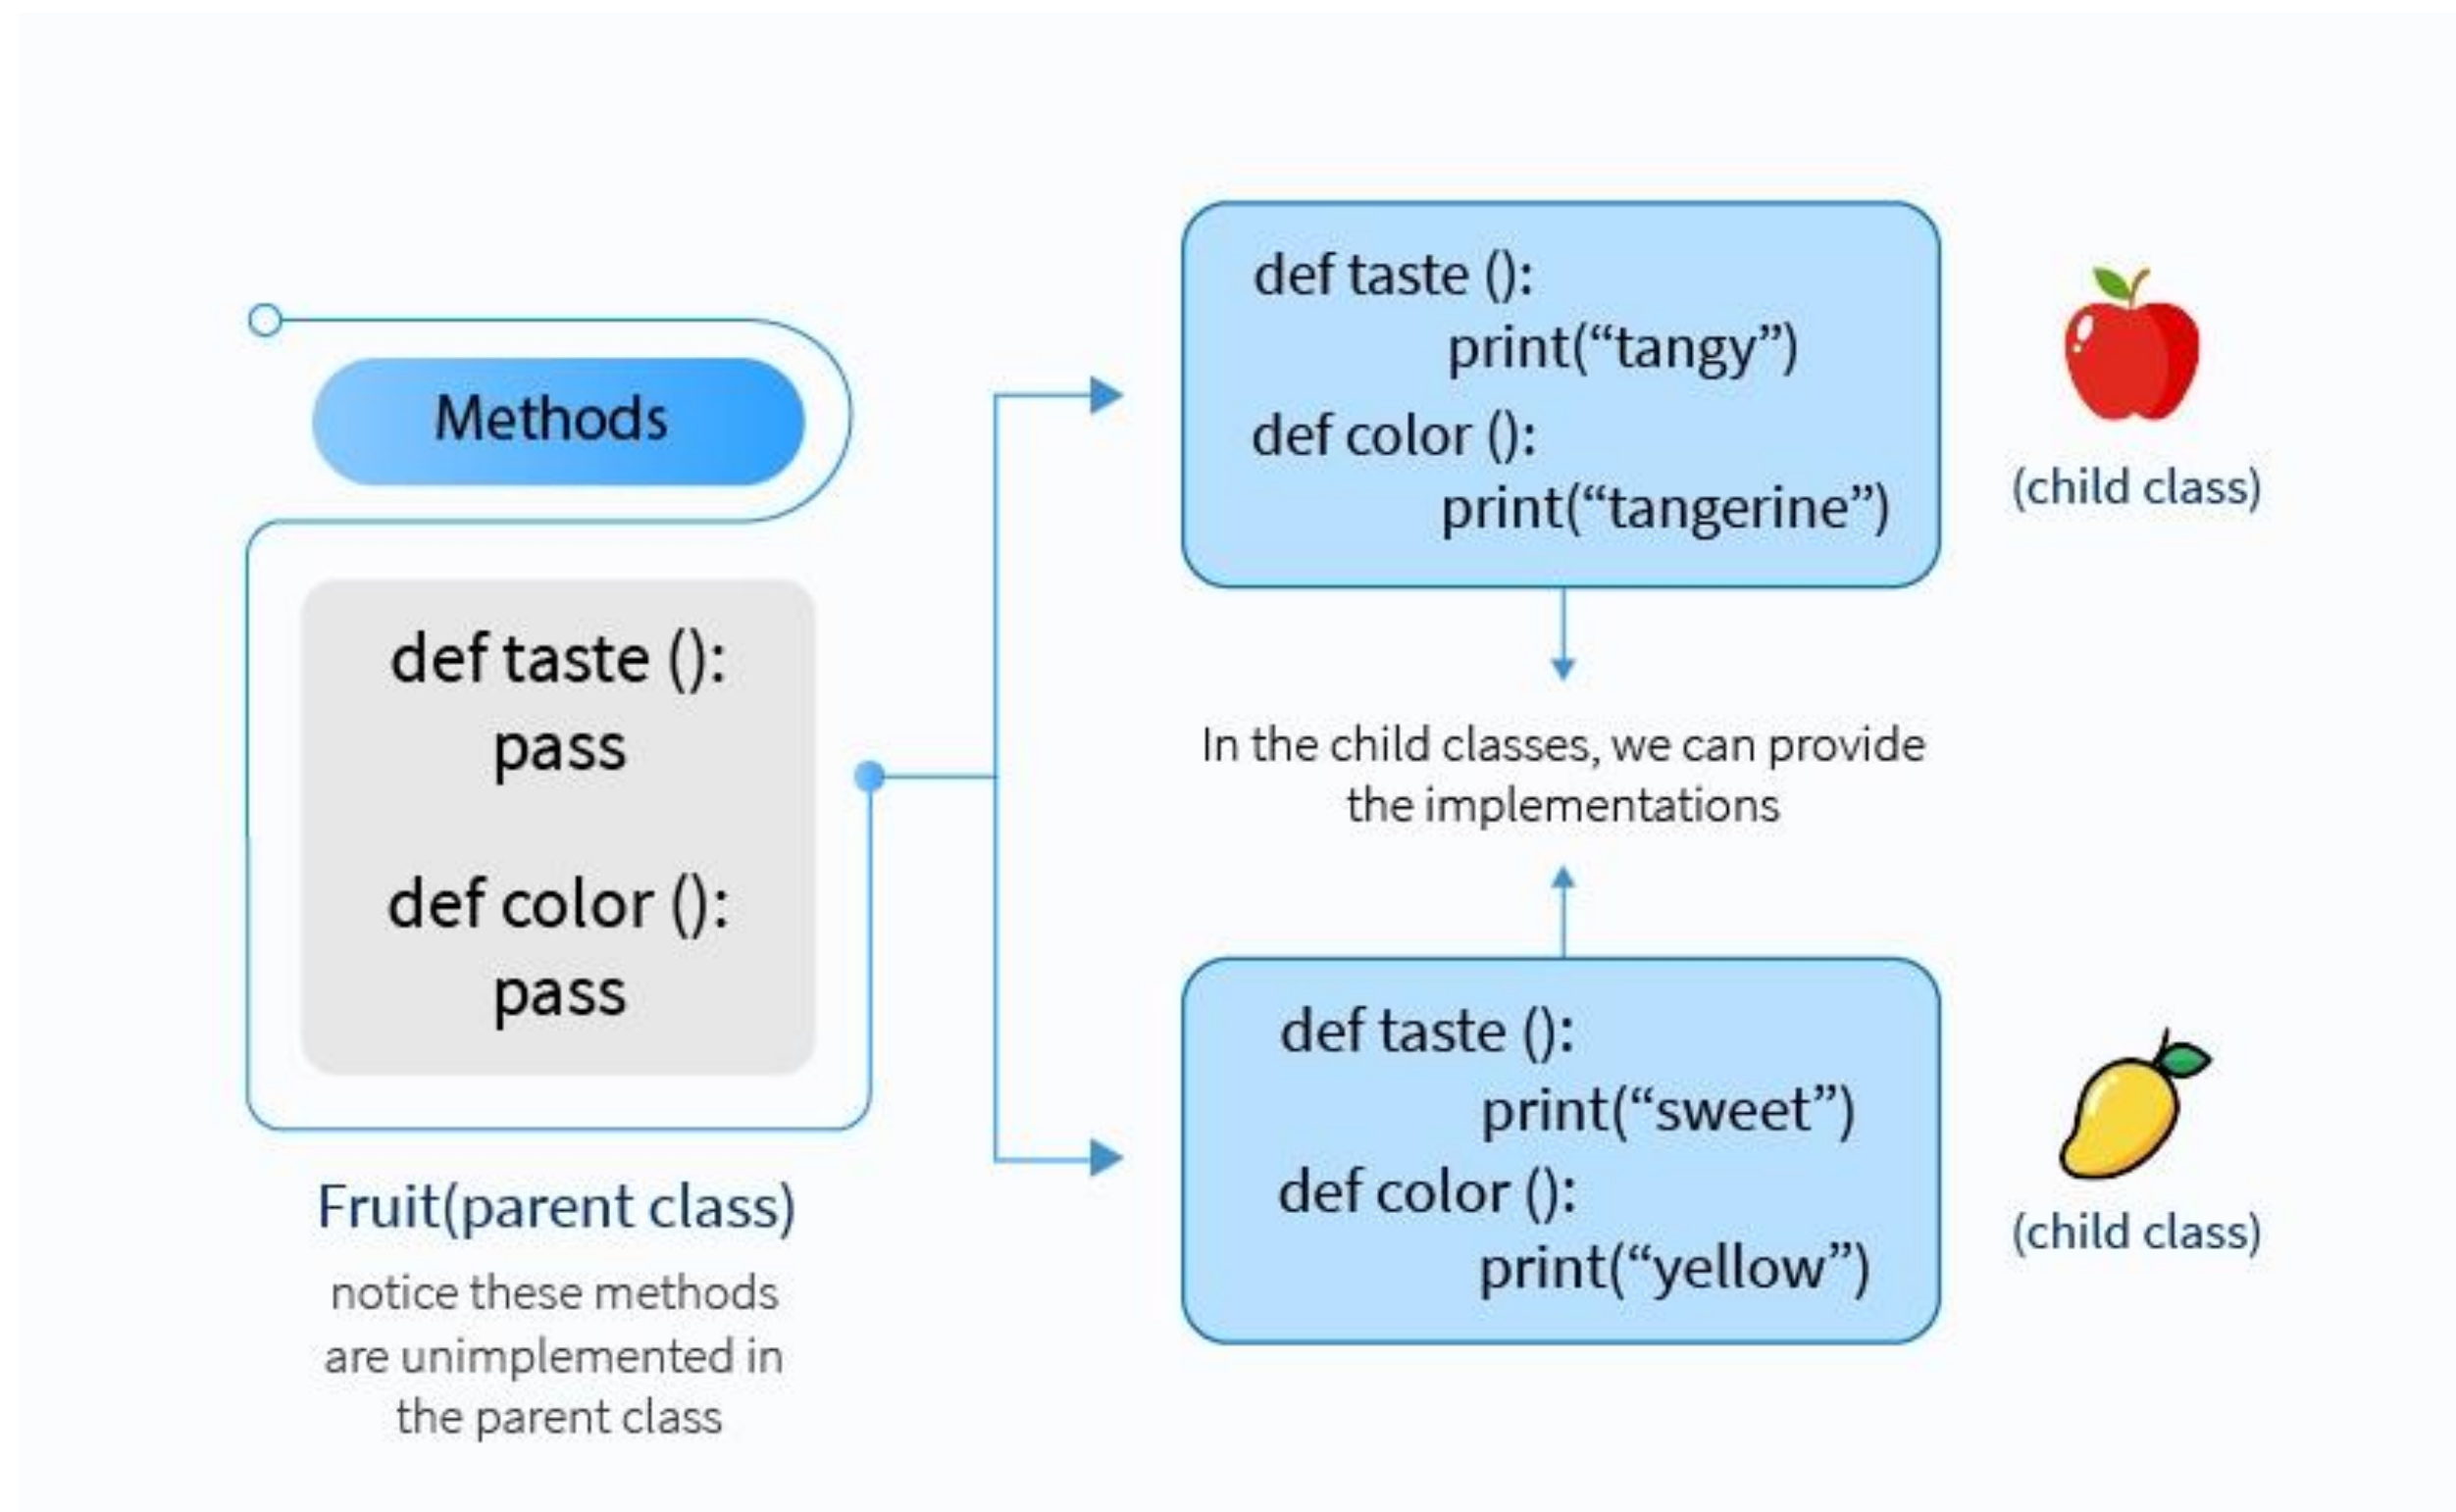 Methods
def taste ():
pass
def color ():
pass
Fruit(parent class)
notice these methods
are unimplemented in
the parent class
def taste ():
print(“tangy”)
def color ():
print(“tangerine”)
(child class)
In the child classes, we can provide
the implementations
def taste ():
print(“sweet”)
def color ():
print(“yellow”)
(child class)